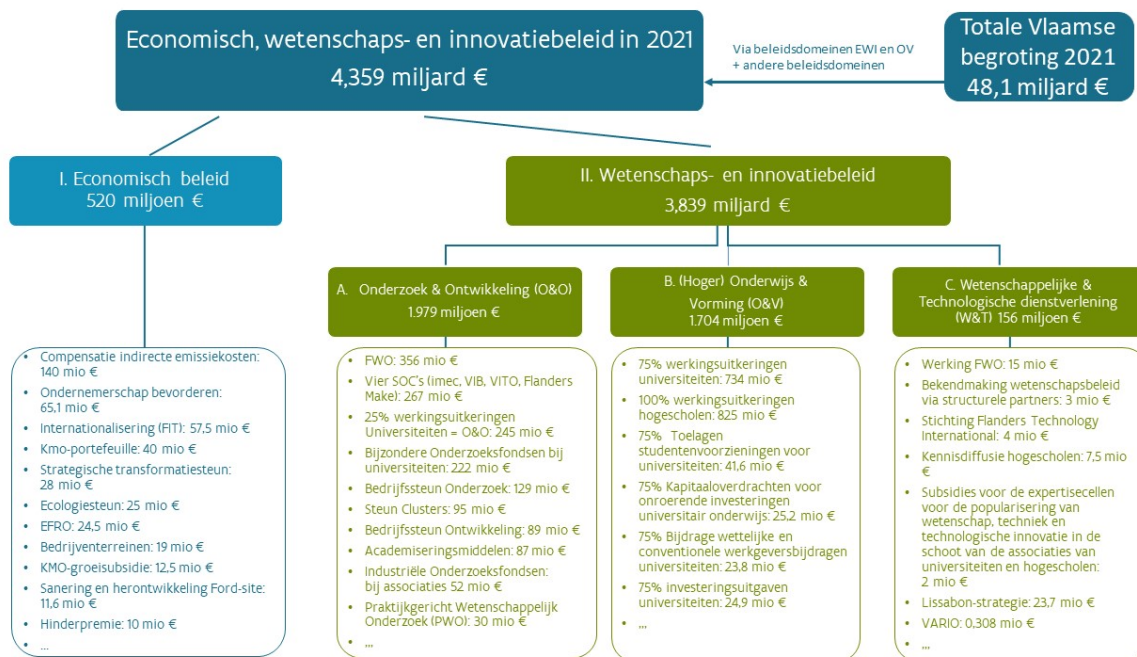 Economisch, wetenschaps- en innovatiebeleid in 2021
4,359 miljard €
Via beleidsdomeinen EWI en OV
+ andere beleidsdomeinen
Totale Vlaamse
begroting 2021
48,1 miljard €
I. Economisch beleid
520 miljoen €
II. Wetenschaps- en innovatiebeleid
3,839 miljard €
A. Onderzoek & Ontwikkeling (O&O)
1.979 miljoen €
B. (Hoger) Onderwijs &
Vorming (O&V)
1.704 miljoen €
C. Wetenschappelijke &
Technologische dienstverlening
(W&T) 156 miljoen €
• Compensatie indirecte emissiekosten:
140 mio €
• Ondernemerschap bevorderen:
65,1 mio €
• Internationalisering (FIT): 57,5 mio €
• Kmo-portefeuille: 40 mio €
• Strategische transformatiesteun:
28 mio €
• Ecologiesteun: 25 mio €
• EFRO: 24,5 mio €
• Bedrijventerreinen: 19 mio €
• KMO-groeisubsidie: 12,5 mio €
• Sanering en herontwikkeling Ford-site:
11,6 mio €
• Hinderpremie: 10 mio €
• ...
• FWO: 356 mio €
• Vier SOC's (imec, VIB, VITO, Flanders
Make): 267 mio €
• 25% werkingsuitkeringen
Universiteiten = O&O: 245 mio €
• Bijzondere Onderzoeksfondsen bij
universiteiten: 222 mio €
• Bedrijfssteun Onderzoek: 129 mio €
• Steun Clusters: 95 mio €
• Bedrijfssteun Ontwikkeling: 89 mio €
• Academiseringsmiddelen: 87 mio €
• Industriële Onderzoeksfondsen:
bij associaties 52 mio €
• Praktijkgericht Wetenschappelijk
Onderzoek (PWO): 30 mio €
• ...
• 75% werkingsuitkeringen
universiteiten: 734 mio €
• 100% werkingsuitkeringen
hogescholen: 825 mio €
• 75% Toelagen
studentenvoorzieningen voor
universiteiten: 41,6 mio €
• 75% Kapitaaloverdrachten voor
onroerende investeringen
universitair onderwijs: 25,2 mio €
• 75% Bijdrage wettelijke en
conventionele werkgeversbijdragen
universiteiten: 23,8 mio €
• 75% investeringsuitgaven
universiteiten: 24,9 mio €
• ...
• Werking FWO: 15 mio €
• Bekendmaking wetenschapsbeleid
via structurele partners: 3 mio €
• Stichting Flanders Technology
International: 4 mio €
• Kennisdiffusie hogescholen: 7,5 mio
€
• Subsidies voor de expertisecellen
voor de popularisering van
wetenschap, techniek en
technologische innovatie in de
schoot van de associaties van
universiteiten en hogescholen:
2 mio €
• Lissabon-strategie: 23,7 mio €
• VARIO: 0,308 mio €
• ...